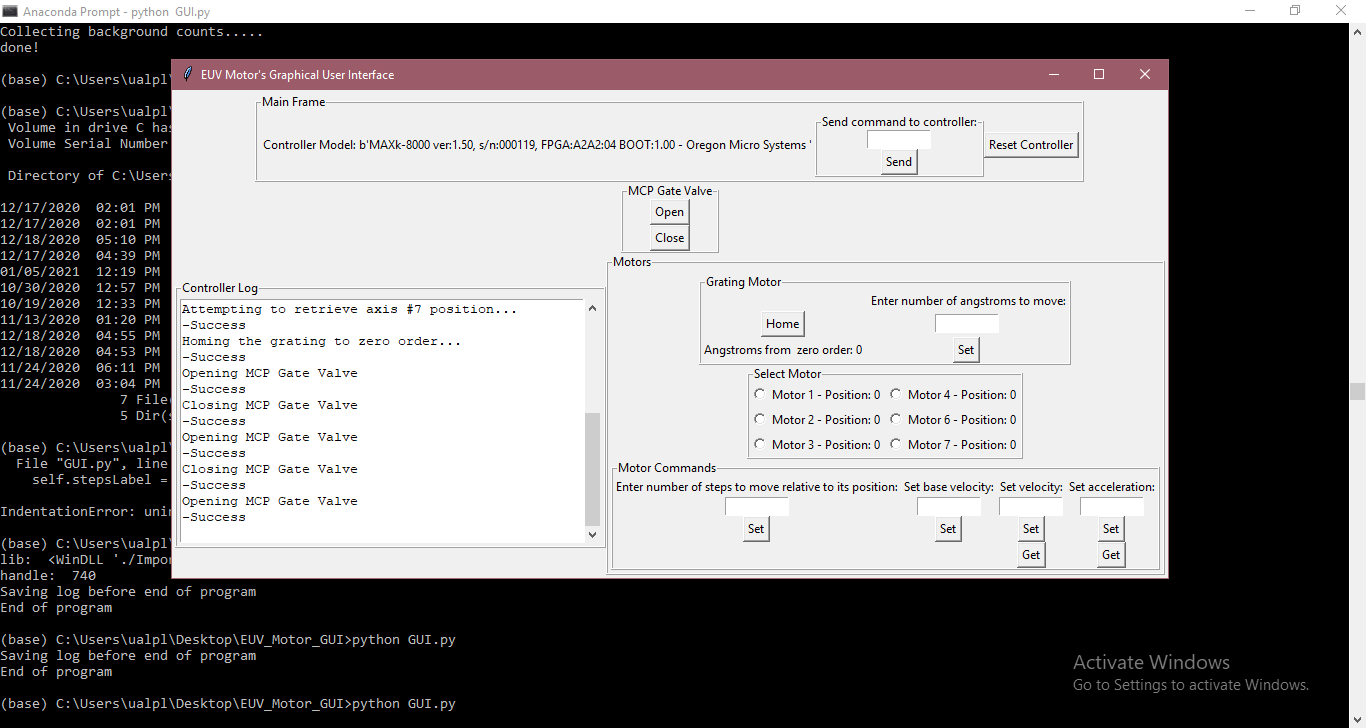 Anaconda Prompt - python  GUI.py
Collecting background counts.....
done!
(base) C:\Users\ualpl
(base) C:\Users\ualpl
Volume in drive C has
Volume Serial Number
Directory of C:\Users
12/17/2020  02:01 PM
12/17/2020  02:01 PM
12/18/2020  05:10 PM
12/17/2020  04:39 PM
01/05/2021  12:19 PM
10/30/2020  12:57 PM
10/19/2020  12:33 PM
11/13/2020  01:20 PM
12/18/2020  04:55 PM
12/18/2020  04:53 PM
11/24/2020  06:11 PM
11/24/2020  03:04 PM
7 File(
5 Dir(s
(base) C:\Users\ualpl
File "GUI.py", line
self.stepsLabel =
IndentationError: unin
(base) C:\Users\ualpl
lib:  <WinDLL './Impor
handle:  740
Saving log before end of program
End of program
(base) C:\Users\ualpl\Desktop\EUV_Motor_GUI>python GUI.py
Saving log before end of program
End of program
(base) C:\Users\ualpl\Desktop\EUV_Motor_GUI>python GUI.py
EUV Motor's Graphical User Interface
Main Frame
Controller Model: b'MAXk-8000 ver:1.50, s/n:000119, FPGA:A2A2:04 BOOT:1.00 - Oregon Micro Systems '
Send command to controller:
Send
Reset Controller
MCP Gate Valve
Open
Close
Controller Log
Attempting to retrieve axis #7 position...
-Success
Homing the grating to zero order...
-Success
Opening MCP Gate Valve
-Success
Closing MCP Gate Valve
-Success
Opening MCP Gate Valve
-Success
Closing MCP Gate Valve
-Success
Opening MCP Gate Valve
-Success
Motors
Grating Motor
Enter number of angstroms to move:
Home
Angstroms from  zero order: 0
Set
Select Motor
Motor 1 - Position: 0 Motor 4 - Position: 0
Motor 2 - Position: 0 Motor 6 - Position: 0
Motor 3 - Position: 0 Motor 7 - Position: 0
Motor Commands
Enter number of steps to move relative to its position: Set base velocity: Set velocity: Set acceleration:
Set Set Set Set
Get Get
Activate Windows
Go to Settings to activate Windows.